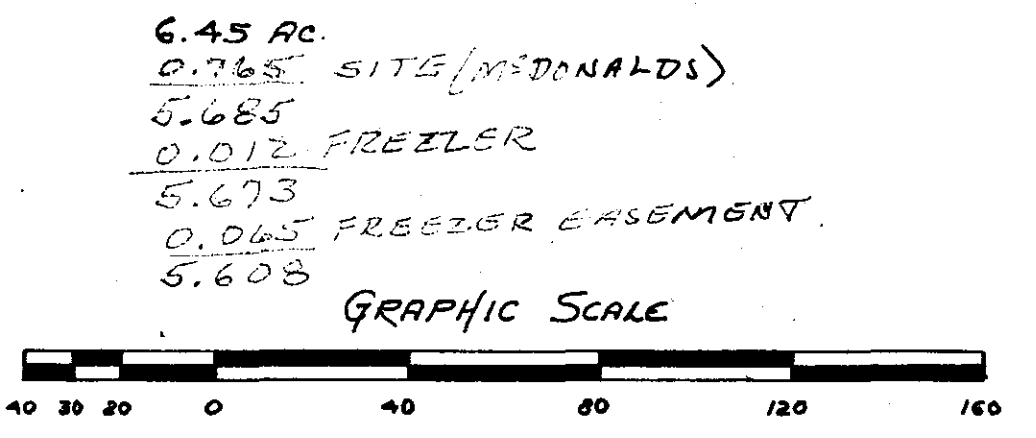 6.45 AC.
0.765 SITE (McDONALDS)
5.685
0.012 FREEZER
5.673
0.065 FREEZER EASEMENT
5.608
GRAPHIC SCALE
40 30 20 0 40 80 120 160